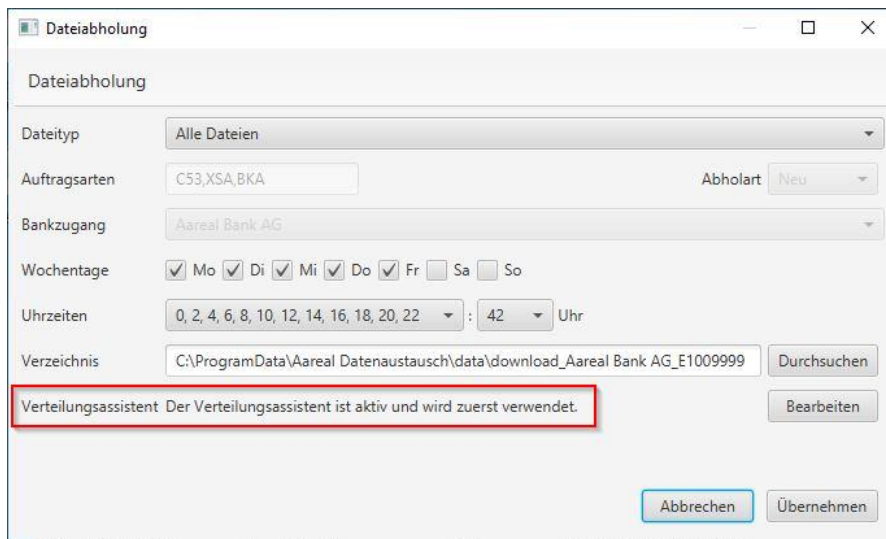 Dateiabholung
Dateiabholung
Dateityp Alle Dateien
Auftragsarten C53,XSA,BKA Abholart Neu
Bankzugang Aareal Bank AG
Wochentage Mo Di Mi Do Fr Sa So
Uhrzeiten 0, 2, 4, 6, 8, 10, 12, 14, 16, 18, 20, 22 : 42 Uhr
Verzeichnis C:\ProgramData\Aareal Datenaustausch\data\download_Aareal Bank AG_E1009999 Durchsuchen
Verteilungsassistent Der Verteilungsassistent ist aktiv und wird zuerst verwendet. Bearbeiten
Abbrechen Übernehmen